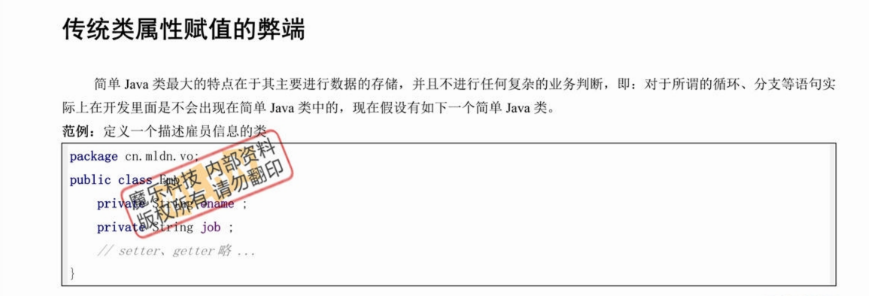 传统类属性赋值的弊端
简单 Java 类最大的特点在于其主要进行数据的存储，并且不进行任何复杂的业务判断，即：对于所谓的循环、分支等语句实
际上在开发里面是不会出现在简单 Java 类中的，现在假设有如下一个简单 Java 类。
范例：定义一个描述雇员信息的类
package cn.mldn.vo;
public class Emp {
private String ename ;
private String job ;
// setter、getter 略 ...
}
魔乐科技 内部资料
版权所有 请勿翻印